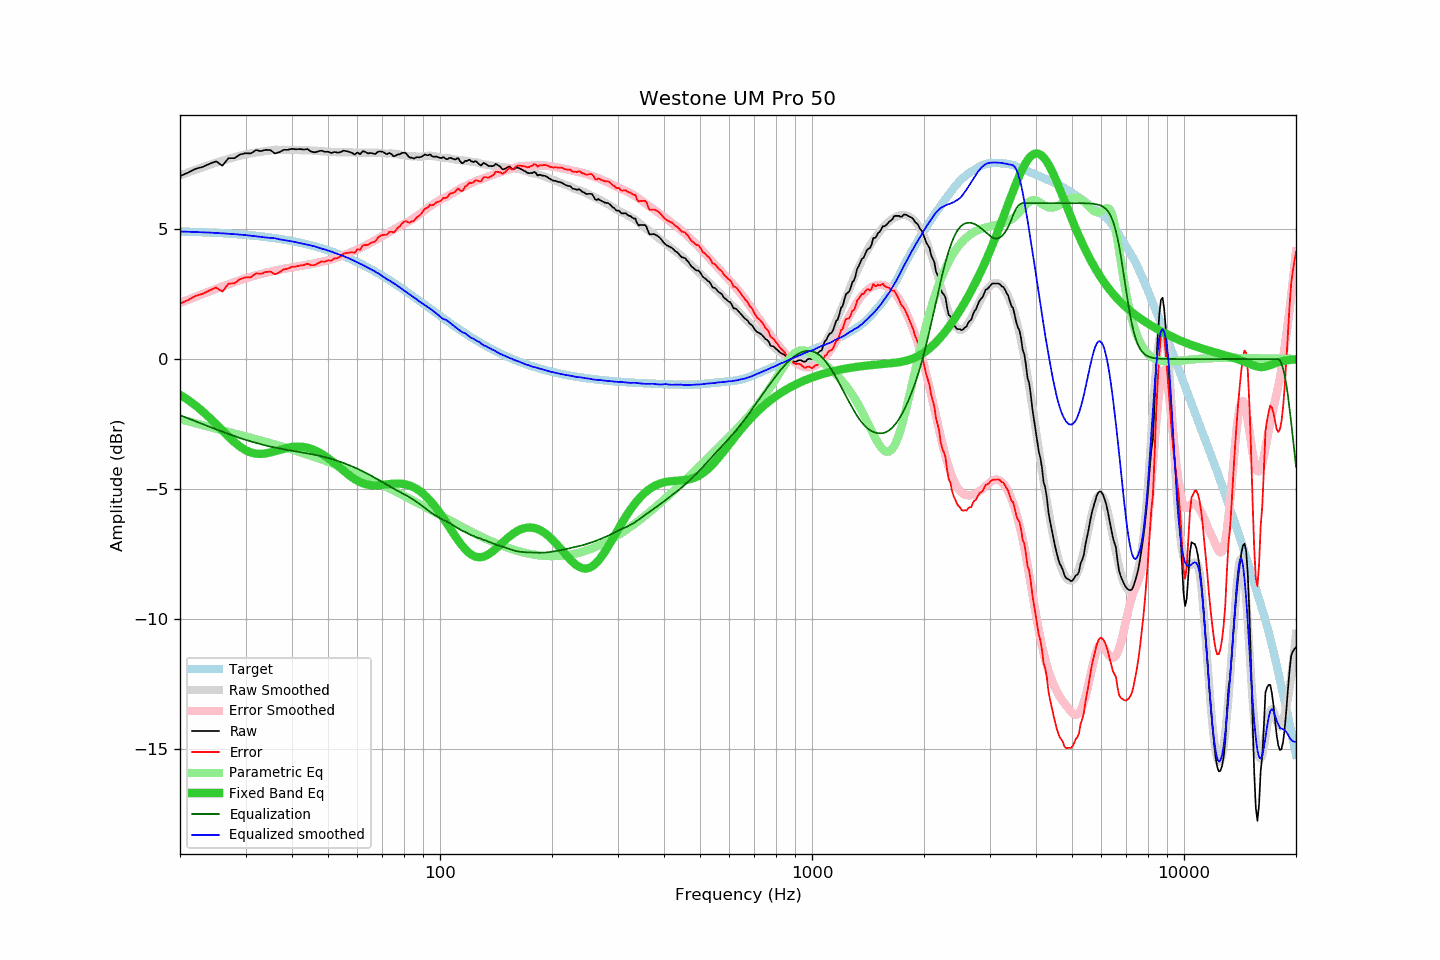 Westone UM Pro 50
Amplitude (dBr)
5
0
−5
−10
−15
Target
Raw Smoothed
Error Smoothed
Raw
Error
Parametric Eq
Fixed Band Eq
Equalization
Equalized smoothed
100
1000
10000
Frequency (Hz)